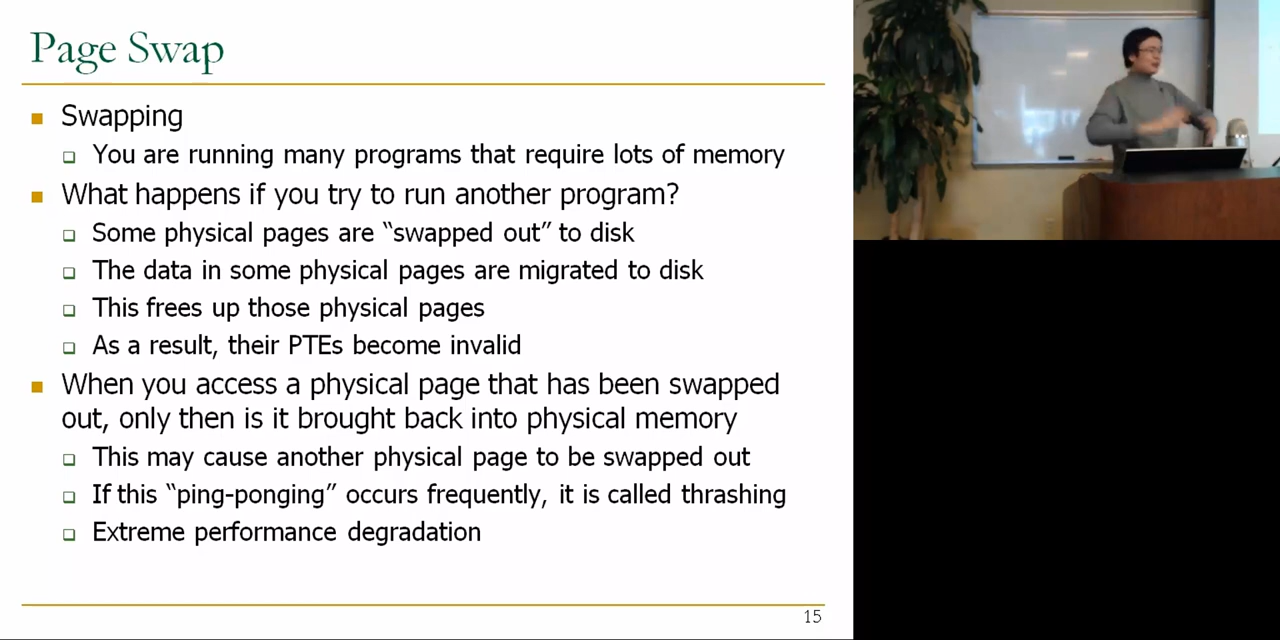 Page Swap
Swapping
You are running many programs that require lots of memory
What happens if you try to run another program?
Some physical pages are “swapped out” to disk
The data in some physical pages are migrated to disk
This frees up those physical pages
As a result, their PTEs become invalid
When you access a physical page that has been swapped
out, only then is it brought back into physical memory
This may cause another physical page to be swapped out
If this “ping-ponging” occurs frequently, it is called thrashing
Extreme performance degradation
15